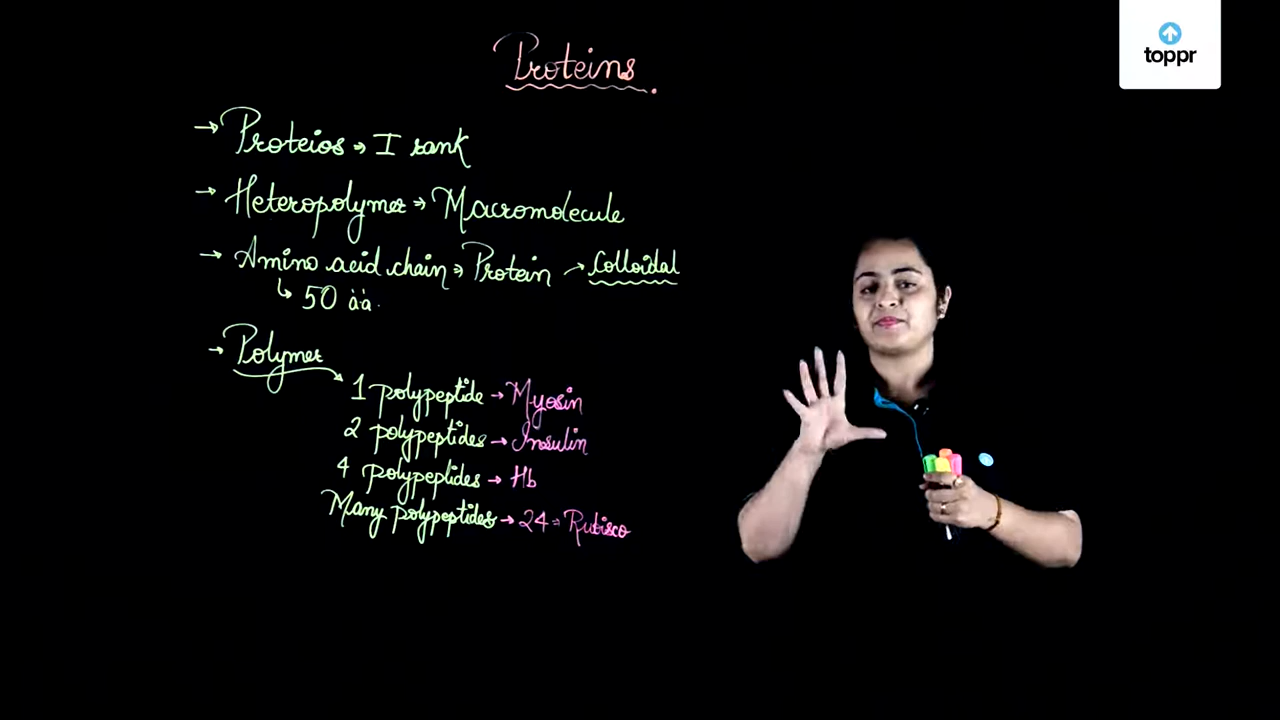 Proteins.
toppr
→ Proteios → I rank
→ Heteropolymer → Macromolecule
→ Amino acid chain → Protein → Colloidal
↳ 50 aa.
→ Polymer
1 polypeptide → Myosin
2 polypeptides → Insulin
4 polypeptides → Hb
Many polypeptides → 24 = Rubisco